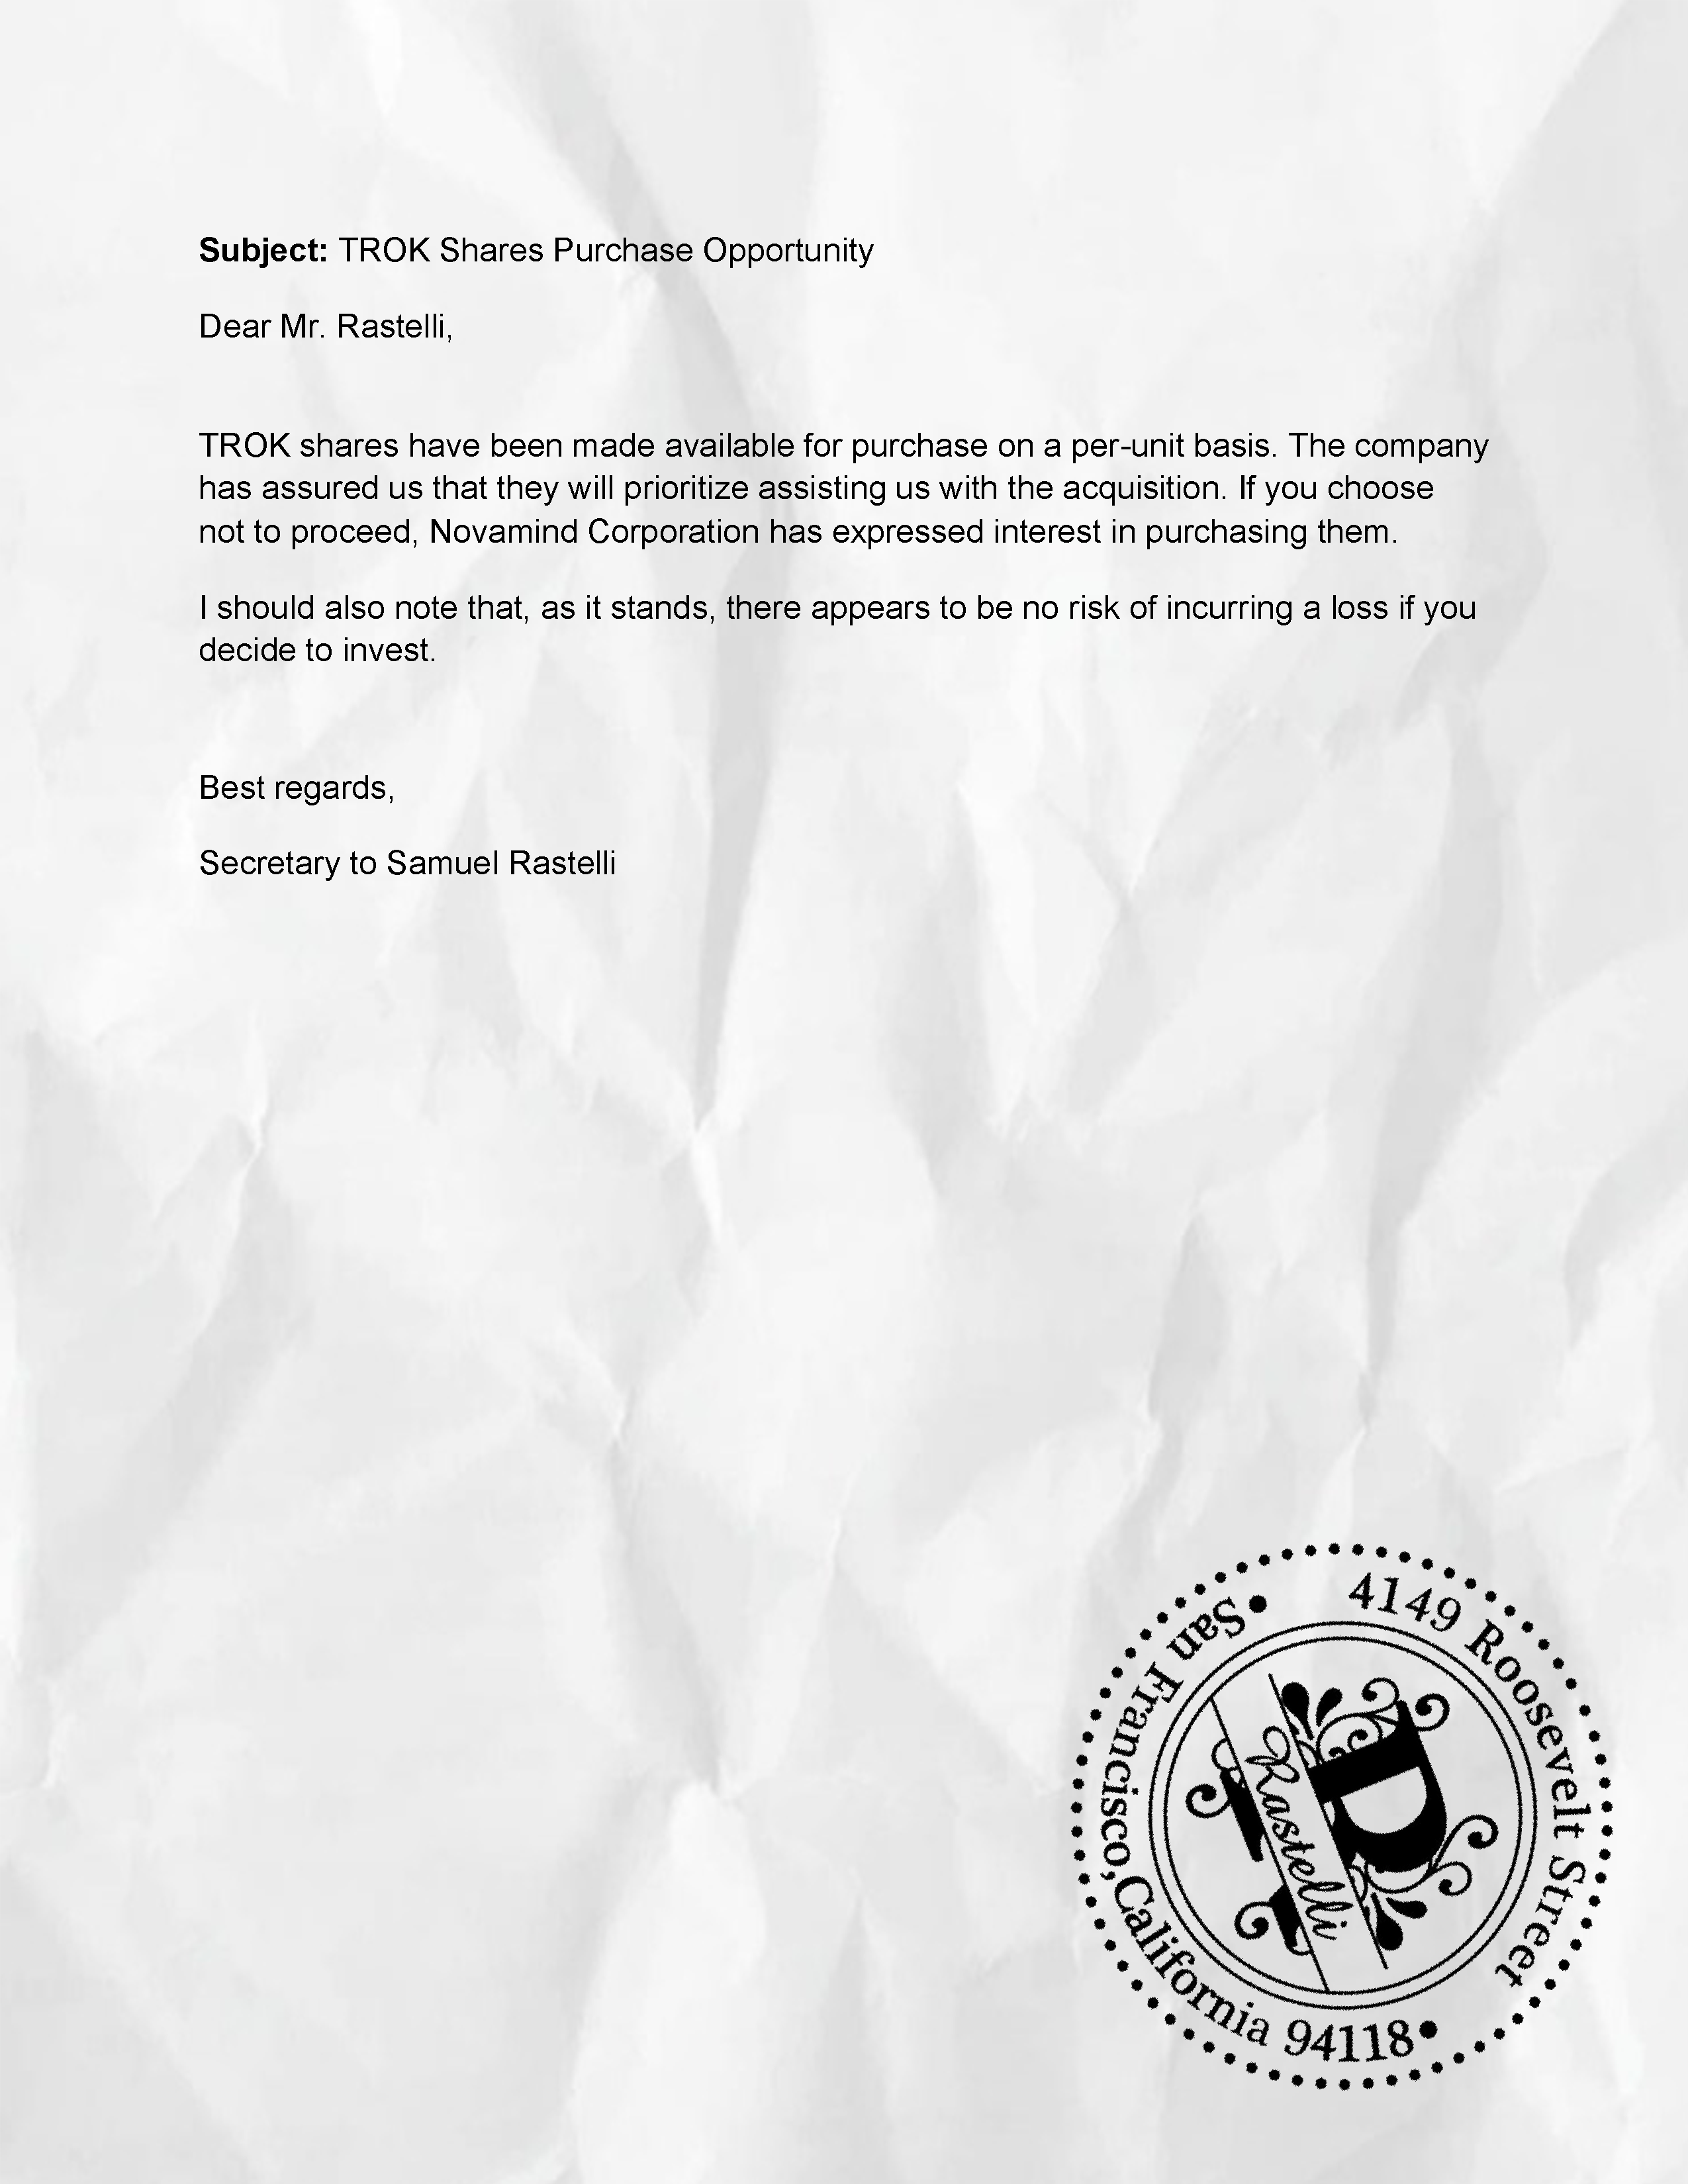 Subject: TROK Shares Purchase Opportunity
Dear Mr. Rastelli,
TROK shares have been made available for purchase on a per-unit basis. The company
has assured us that they will prioritize assisting us with the acquisition. If you choose
not to proceed, Novamind Corporation has expressed interest in purchasing them.
I should also note that, as it stands, there appears to be no risk of incurring a loss if you
decide to invest.
Best regards,
Secretary to Samuel Rastelli
4149 Roosevelt Street
Rastelli
San Francisco, California 94118